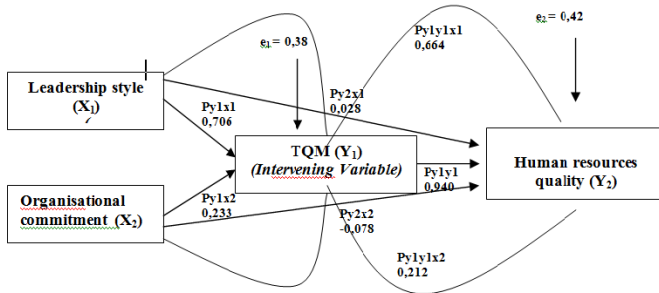 e1 = 0,38
Py1y1x1
0,664
e2 = 0,42
Leadership style
(X1)
Py1x1
0,706
Py2x1
0,028
TQM (Y1)
(Intervening Variable)
Py1y1
0,940
Human resources
quality (Y2)
Organisational
commitment (X2)
Py1x2
0,233
Py2x2
-0,078
Py1y1x2
0,212